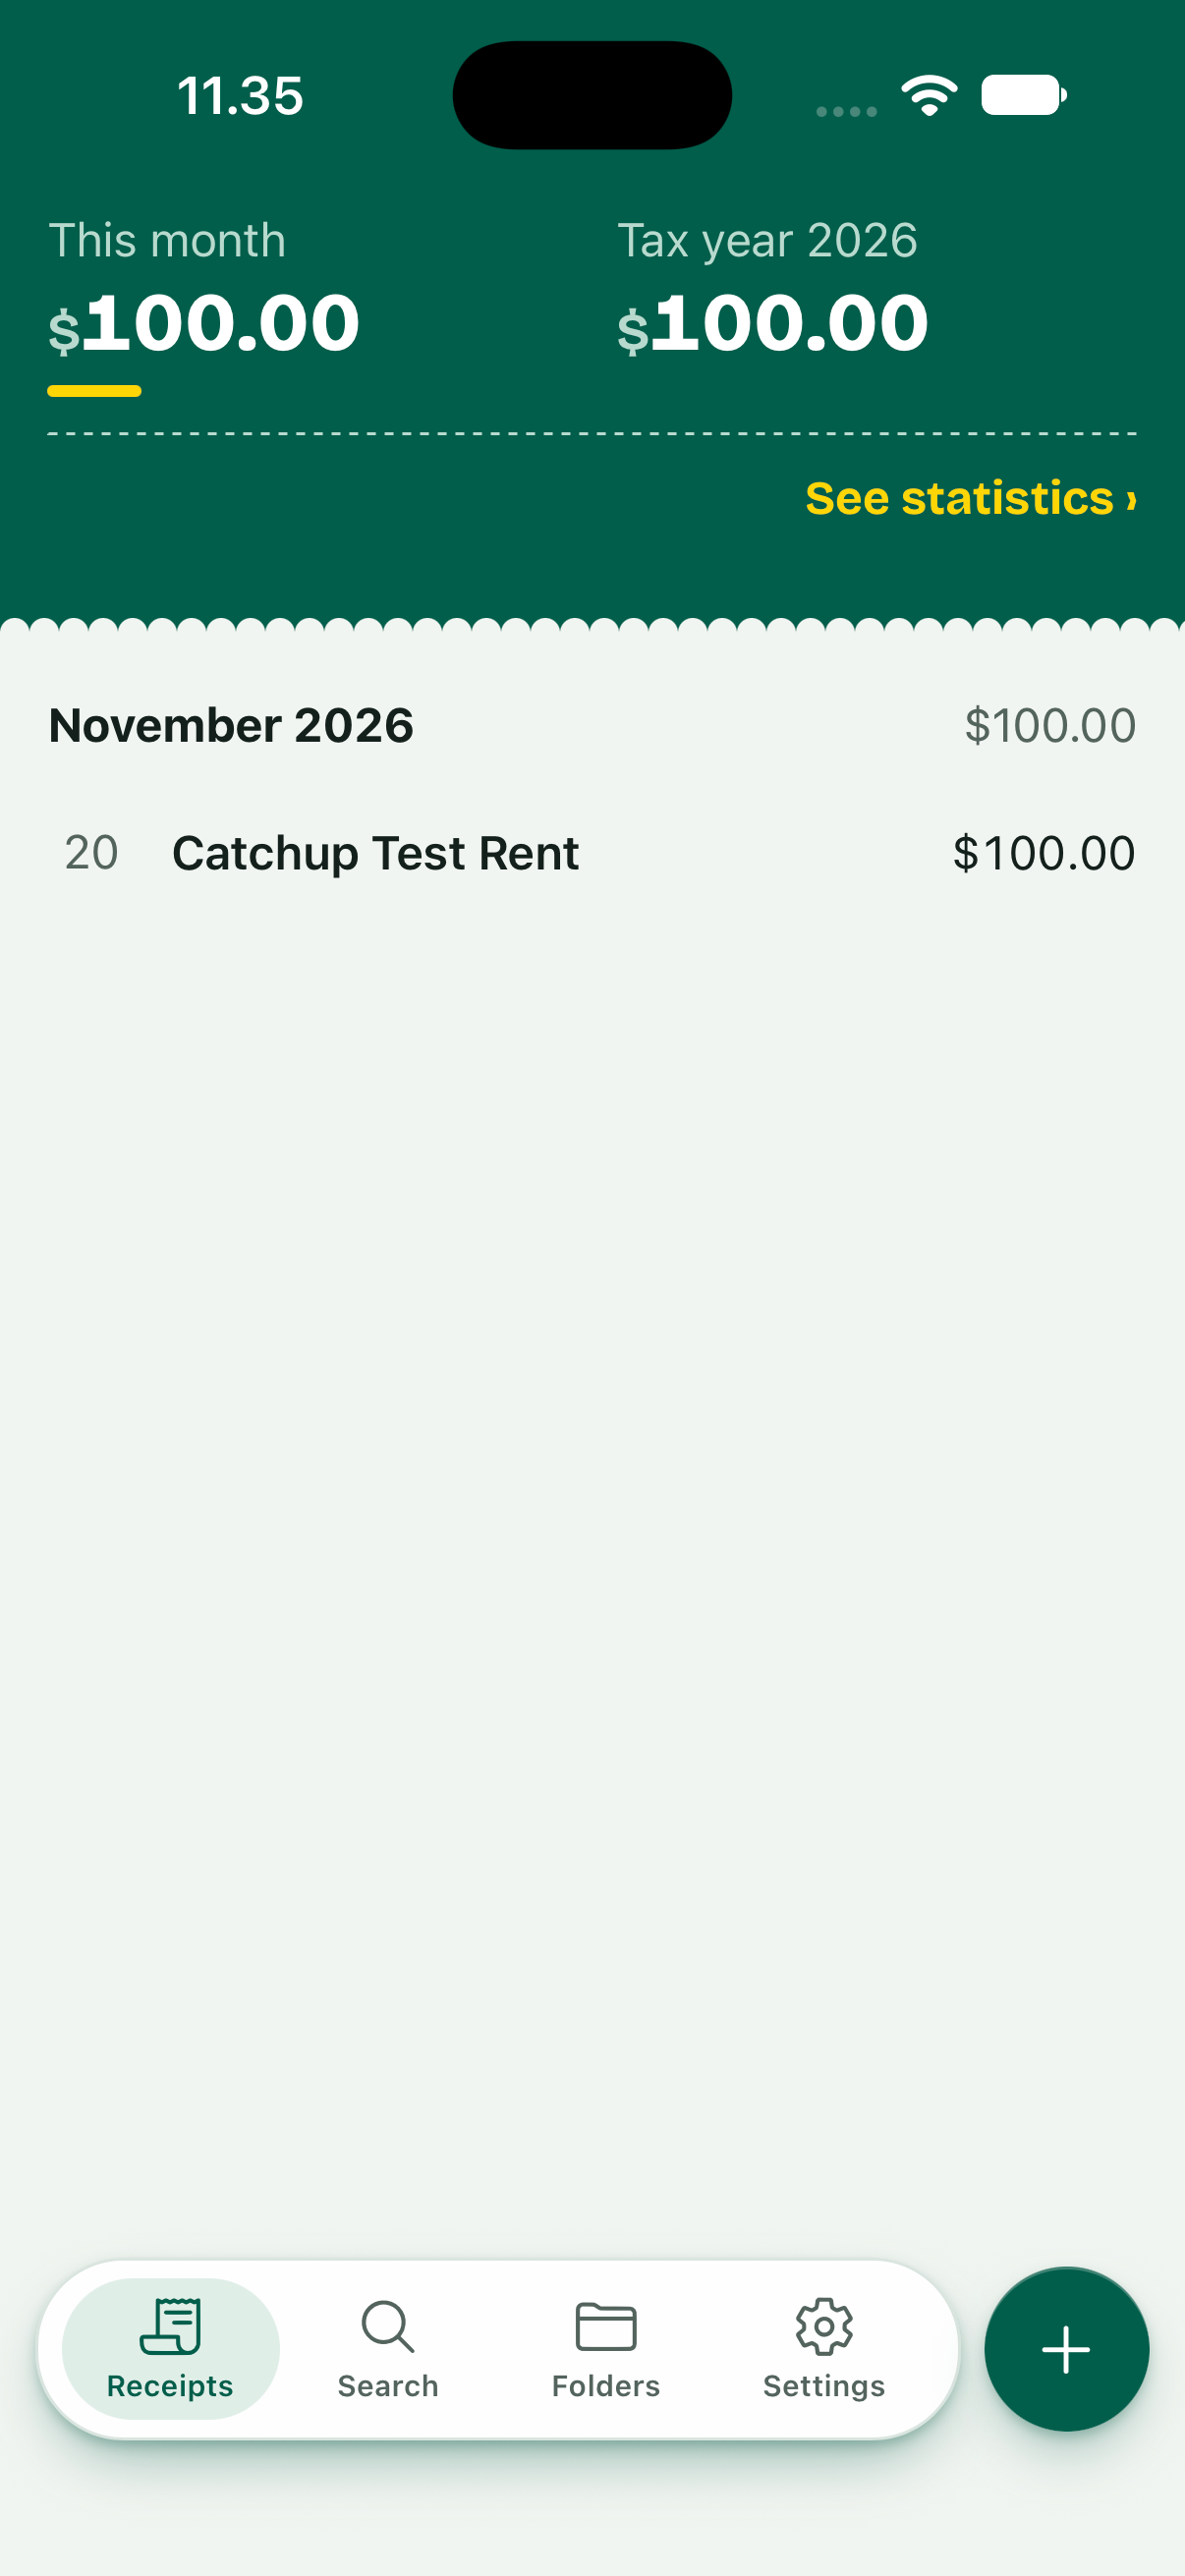 11.35
This month
Tax year 2026
$100.00
$100.00
See statistics ›
November 2026
$100.00
20
Catchup Test Rent
$100.00
Receipts
Search
Folders
Settings